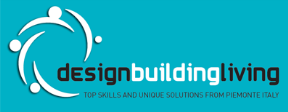 designbuildingliving
TOP SKILLS AND UNIQUE SOLUTIONS FROM PIEMONTE ITALY